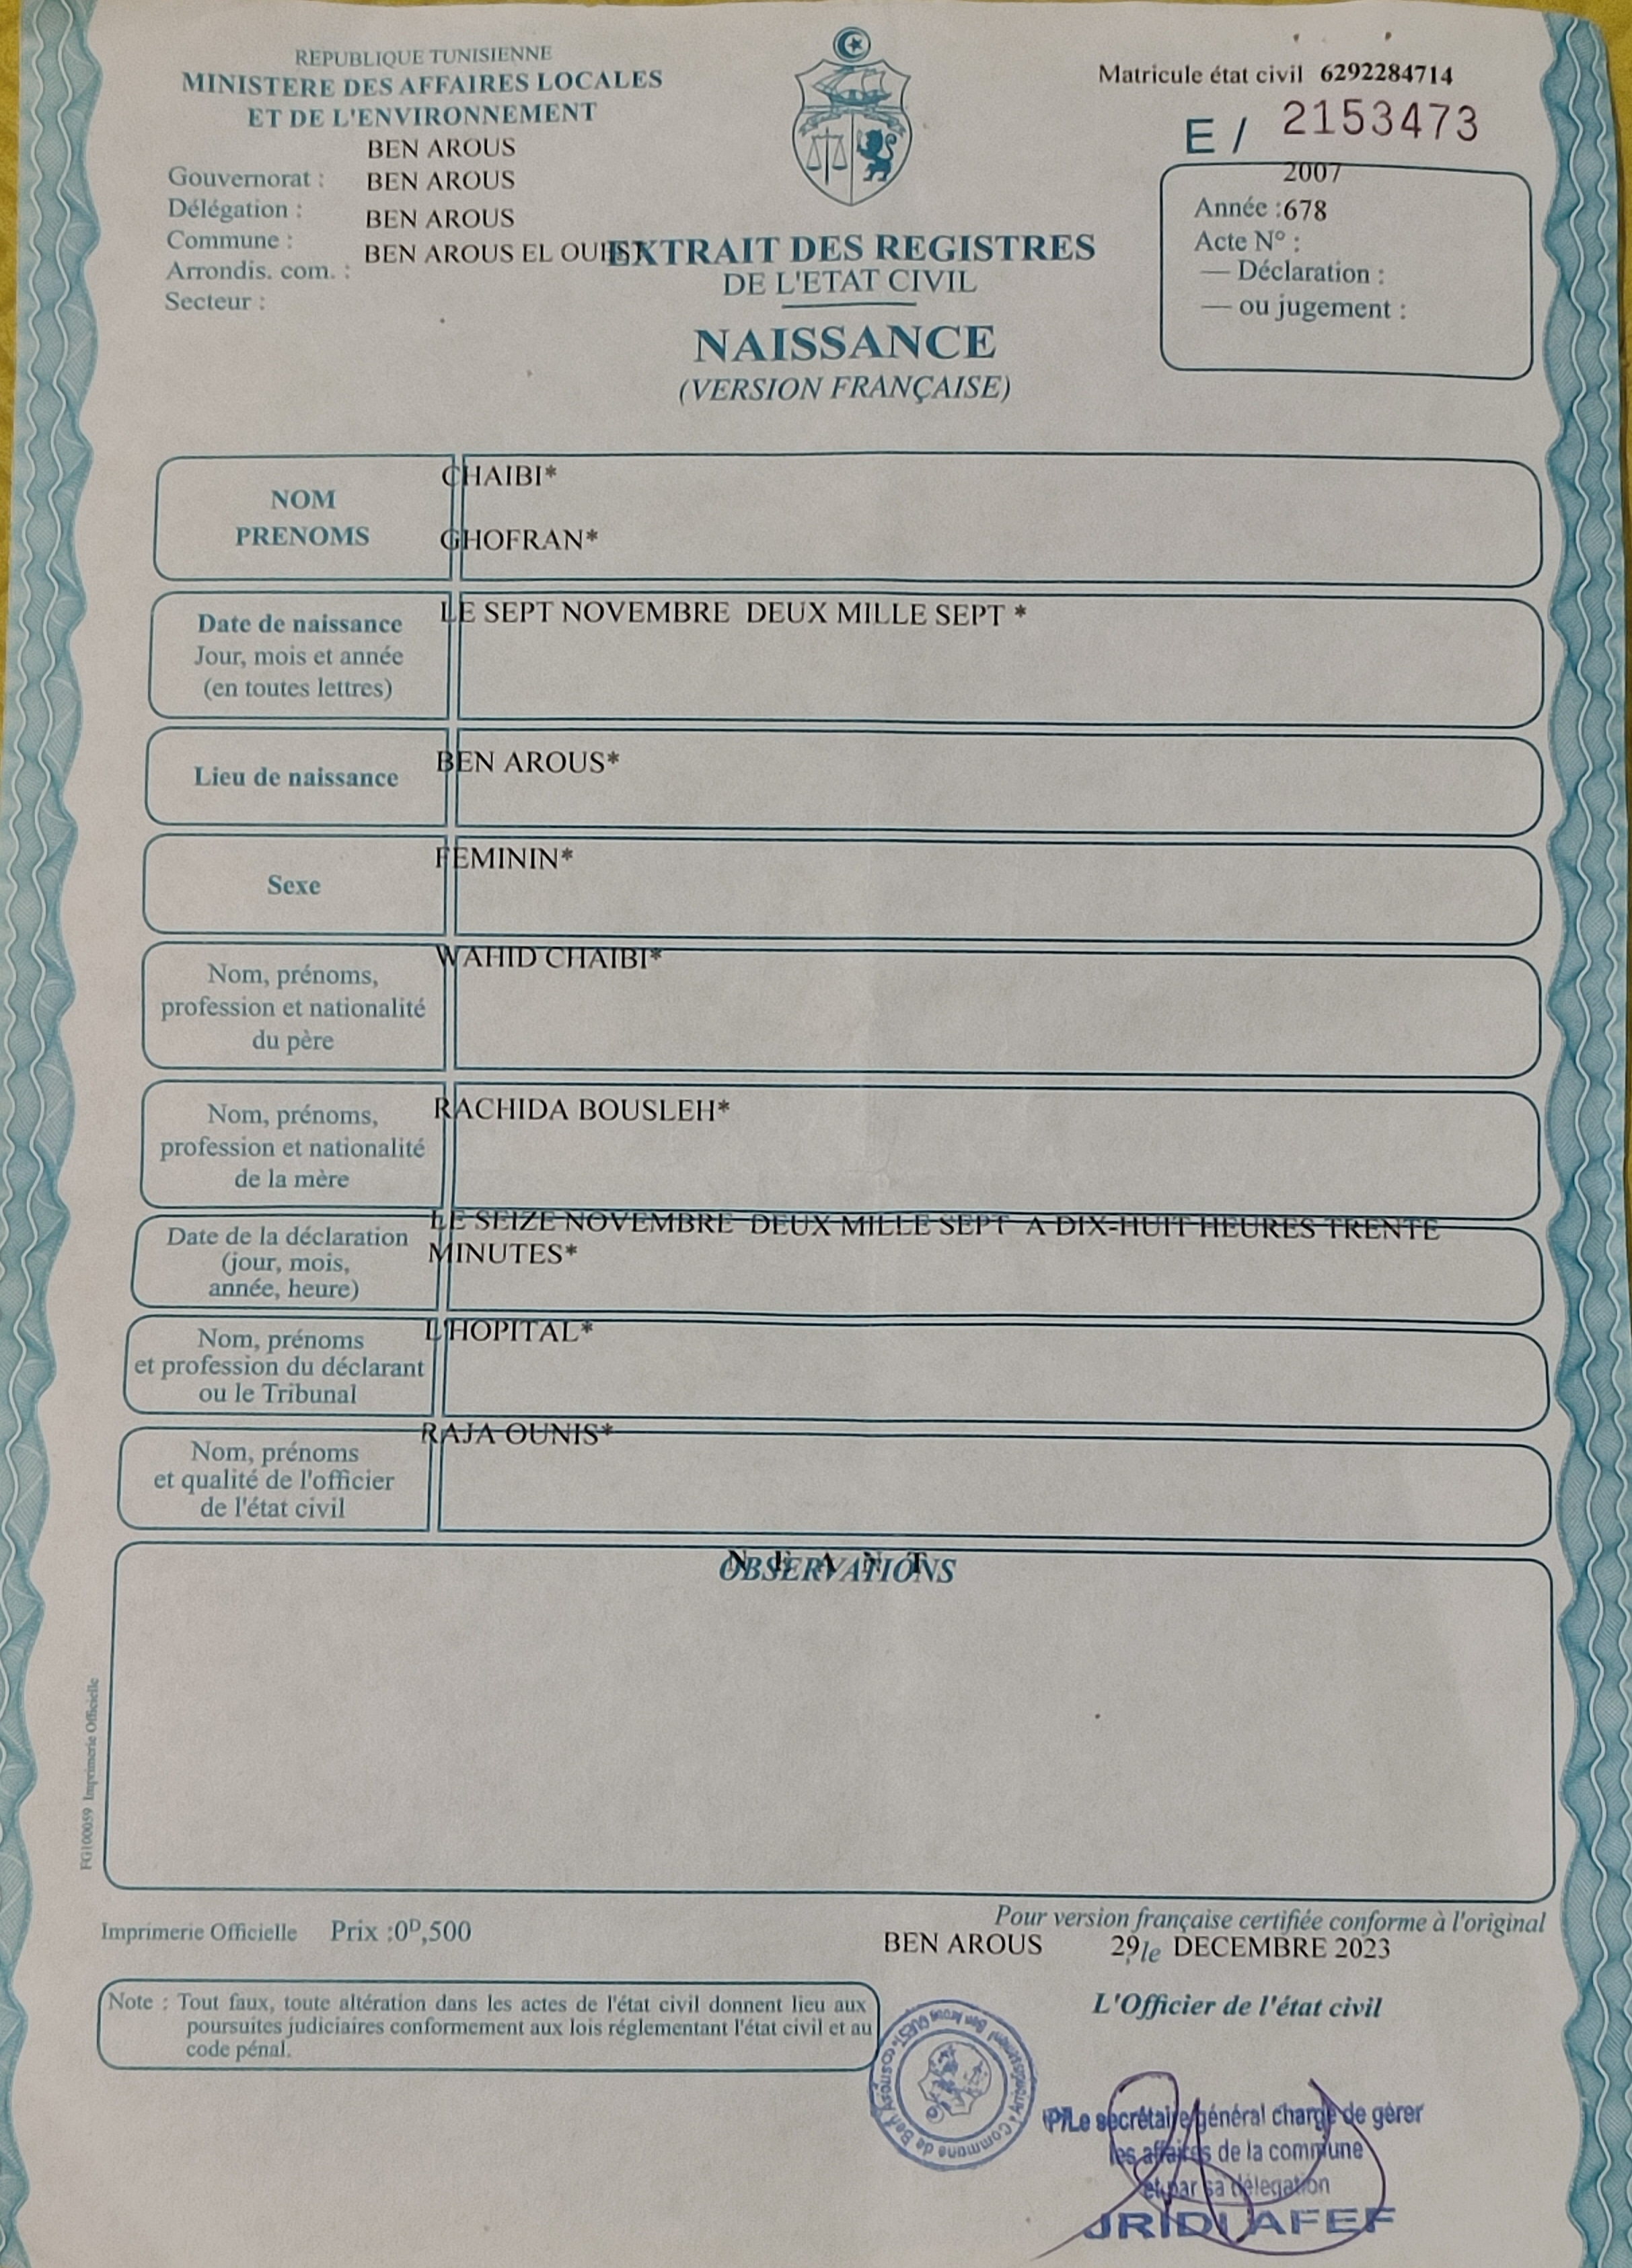 REPUBLIQUE TUNISIENNE
MINISTERE DES AFFAIRES LOCALES
ET DE L'ENVIRONNEMENT
BEN AROUS
Gouvernorat : BEN AROUS
Délégation : BEN AROUS
Commune : BEN AROUS EL OUEST
Arrondis. com. :
Secteur :
Matricule état civil 6292284714
E / 2153473
2007
Année :678
Acte N° :
— Déclaration :
— ou jugement :
EXTRAIT DES REGISTRES
DE L'ETAT CIVIL
NAISSANCE
(VERSION FRANÇAISE)
NOM CHAIBI*
PRENOMS GHOFRAN*
Date de naissance LE SEPT NOVEMBRE DEUX MILLE SEPT *
Jour, mois et année
(en toutes lettres)
Lieu de naissance BEN AROUS*
Sexe FEMININ*
Nom, prénoms, WAHID CHAIBI*
profession et nationalité
du père
Nom, prénoms, RACHIDA BOUSLEH*
profession et nationalité
de la mère
Date de la déclaration LE SEIZE NOVEMBRE DEUX MILLE SEPT A DIX-HUIT HEURES TRENTE
(jour, mois, MINUTES*
année, heure)
Nom, prénoms L'HOPITAL*
et profession du déclarant
ou le Tribunal
Nom, prénoms RAJA OUNIS*
et qualité de l'officier
de l'état civil
N E A N T
OBSERVATIONS
FG100059 Imprimerie Officielle
Imprimerie Officielle Prix :0ᴰ,500
Pour version française certifiée conforme à l'original
BEN AROUS 29, le DECEMBRE 2023
L'Officier de l'état civil
Note : Tout faux, toute altération dans les actes de l'état civil donnent lieu aux
poursuites judiciaires conformement aux lois réglementant l'état civil et au
code pénal.
Commune de Ben Arous
P/Le secrétaire général chargé de gérer
les affaires de la commune
et par sa délegation
JRIDI AFEF